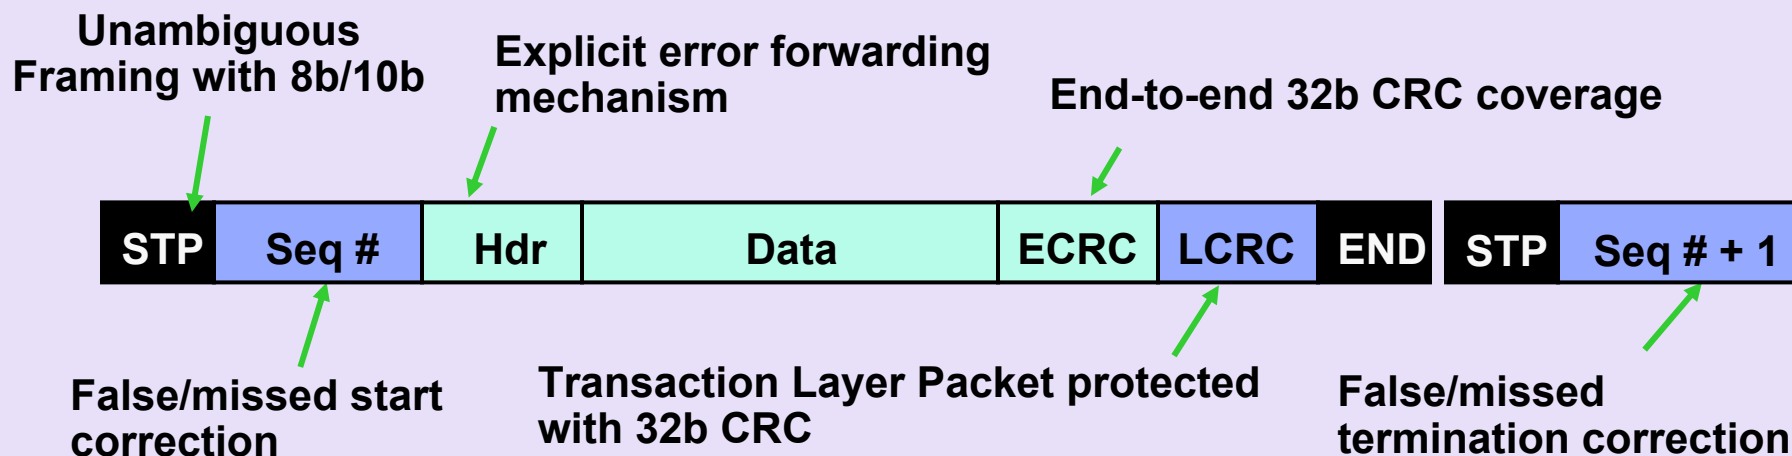 Unambiguous
Framing with 8b/10b
Explicit error forwarding
mechanism
End-to-end 32b CRC coverage
STP Seq # Hdr Data ECRC LCRC END STP Seq # + 1
False/missed start
correction
Transaction Layer Packet protected
with 32b CRC
False/missed
termination correction